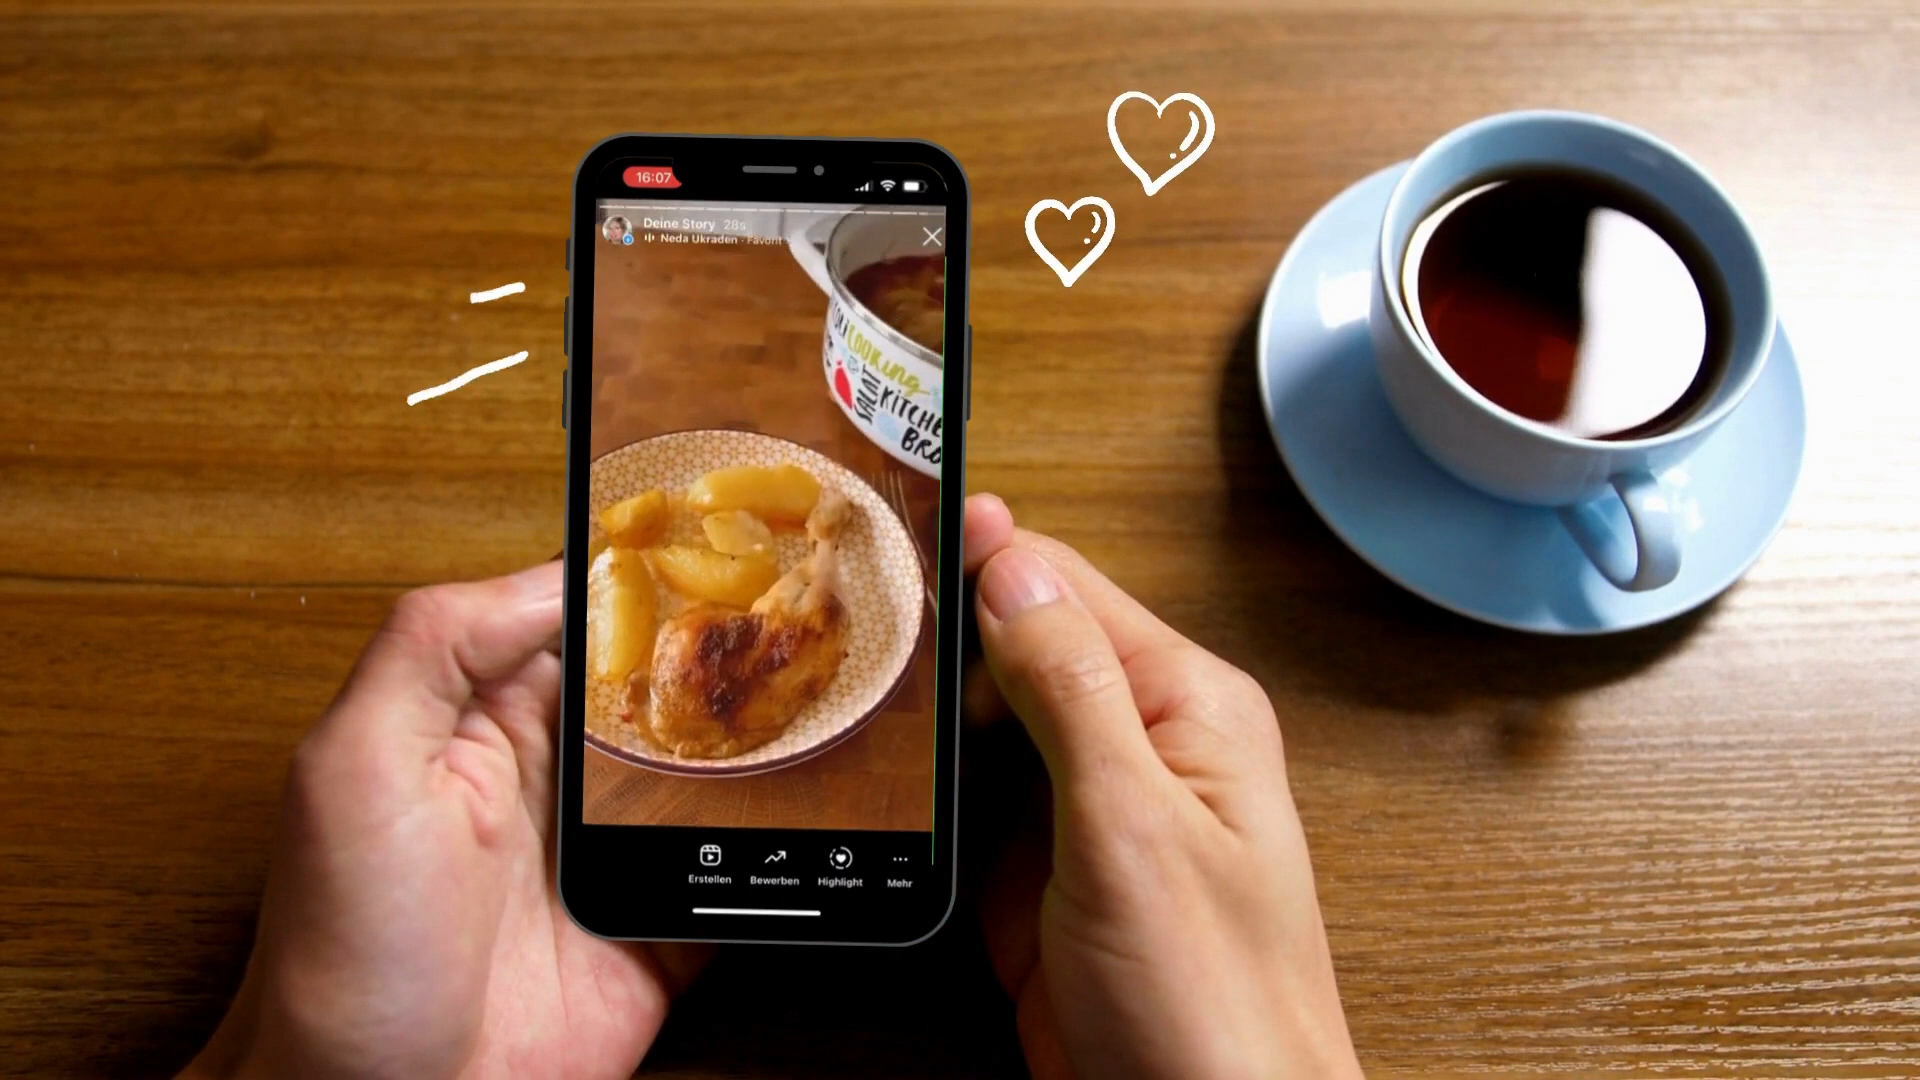 16:07
Deine Story 28s
Neda Ukraden · Favorit
COOKING
SALAT
KITCHE
BRO
Erstellen Bewerben Highlight Mehr